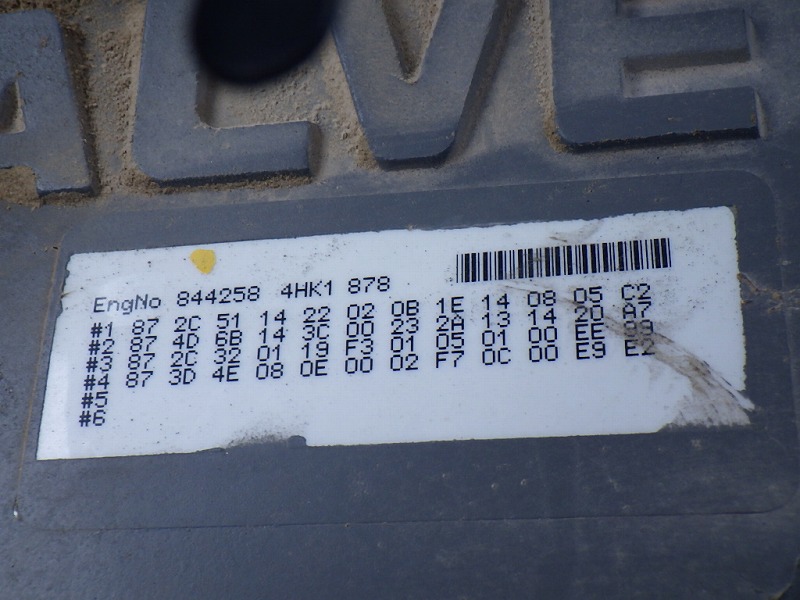 ALVE
EngNo 844258 4HK1 878
#1 87 2C 51 14 22 02 0B 1E 14 08 05 C2
#2 87 4D 6B 14 3C 00 23 2A 13 14 20 A7
#3 87 2C 32 01 19 F3 01 05 01 00 EE 99
#4 87 3D 4E 08 0E 00 02 F7 0C 00 E9 E2
#5
#6